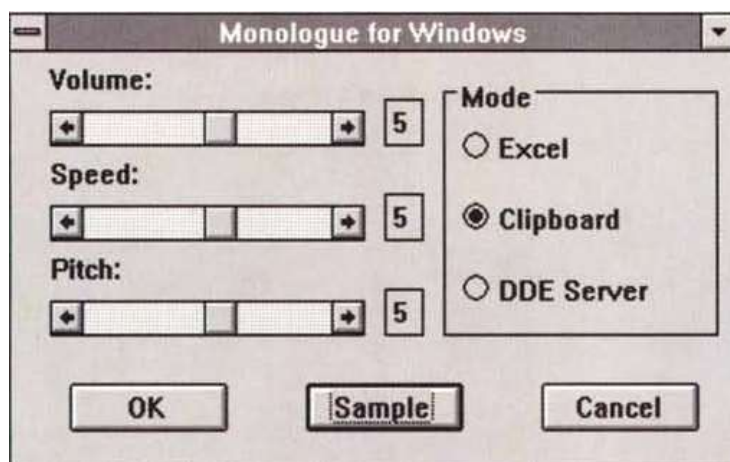 Monologue for Windows
Volume:
5
Speed:
5
Pitch:
5
Mode
Excel
Clipboard
DDE Server
OK
Sample
Cancel